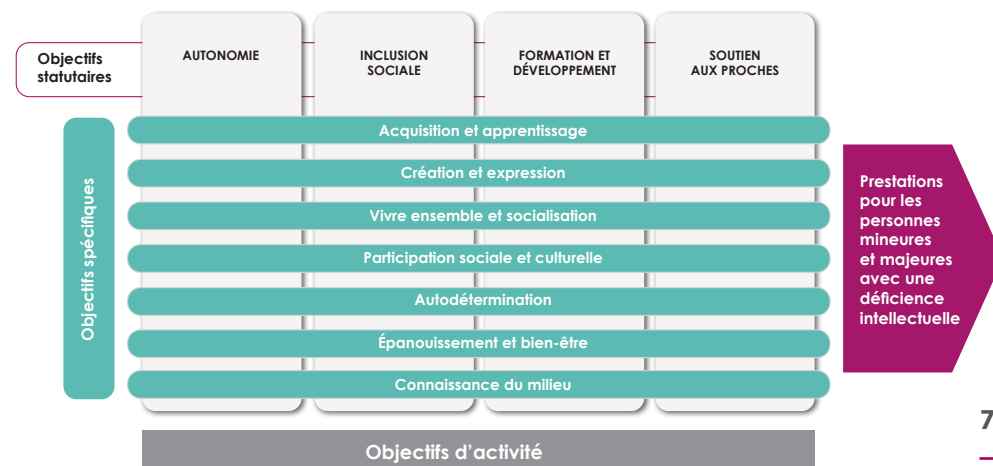 Objectifs
statutaires
AUTONOMIE
INCLUSION
SOCIALE
FORMATION ET
DÉVELOPPEMENT
SOUTIEN
AUX PROCHES
Objectifs spécifiques
Acquisition et apprentissage
Création et expression
Vivre ensemble et socialisation
Participation sociale et culturelle
Autodétermination
Épanouissement et bien-être
Connaissance du milieu
Prestations
pour les
personnes
mineures
et majeures
avec une
déficience
intellectuelle
Objectifs d'activité
7